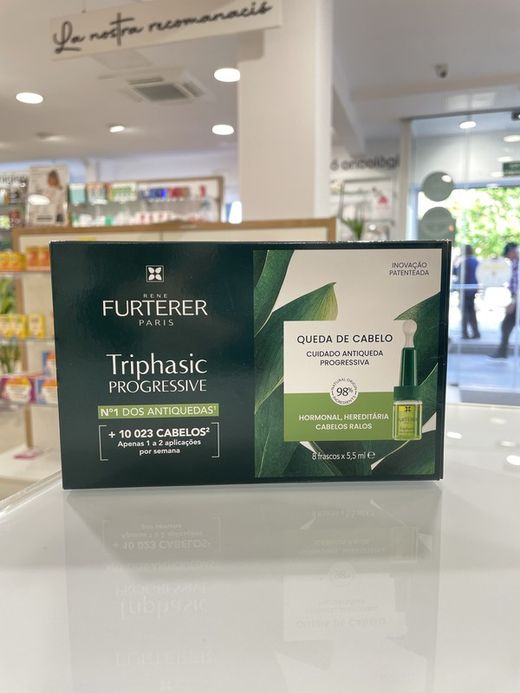 La nostra recomanació
RENE
FURTERER
PARIS
Triphasic
PROGRESSIVE
Nº1 DOS ANTIQUEDAS¹
+ 10 023 CABELOS²
Apenas 1 a 2 aplicações
por semana
INOVAÇÃO
PATENTEADA
QUEDA DE CABELO
CUIDADO ANTIQUEDA
PROGRESSIVA
98%
HORMONAL, HEREDITÁRIA
CABELOS RALOS
8 frascos x 5,5 ml ℮